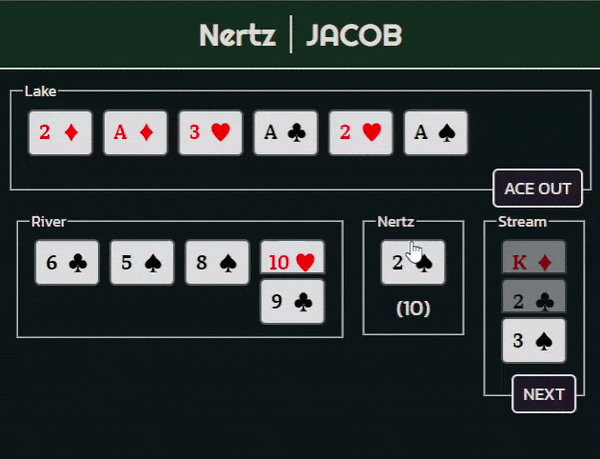 Nertz | JACOB
Lake
2 ♦ A ♦ 3 ♥ A ♣ 2 ♥ A ♠
ACE OUT
River
6 ♣ 5 ♠ 8 ♠ 10 ♥
9 ♣
Nertz
2 ♠
(10)
Stream
K ♦
2 ♣
3 ♠
NEXT